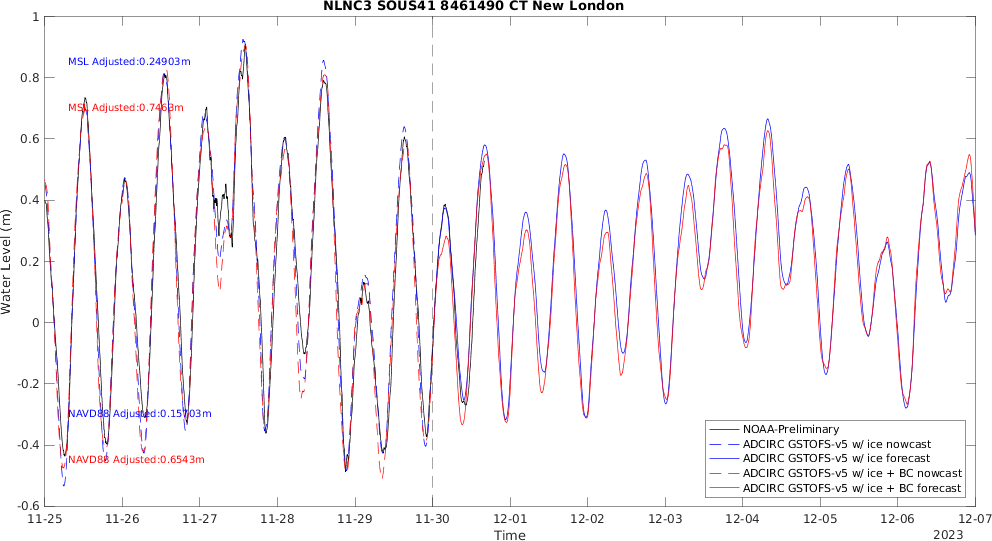 NLNC3 SOUS41 8461490 CT New London
1
0.8
0.6
0.4
0.2
0
-0.2
-0.4
-0.6
Water Level (m)
MSL Adjusted:0.24903m
MSL Adjusted:0.7463m
NAVD88 Adjusted:0.15703m
NAVD88 Adjusted:0.6543m
NOAA-Preliminary
ADCIRC GSTOFS-v5 w/ ice nowcast
ADCIRC GSTOFS-v5 w/ ice forecast
ADCIRC GSTOFS-v5 w/ ice + BC nowcast
ADCIRC GSTOFS-v5 w/ ice + BC forecast
11-25 11-26 11-27 11-28 11-29 11-30 12-01 12-02 12-03 12-04 12-05 12-06 12-07
Time
2023